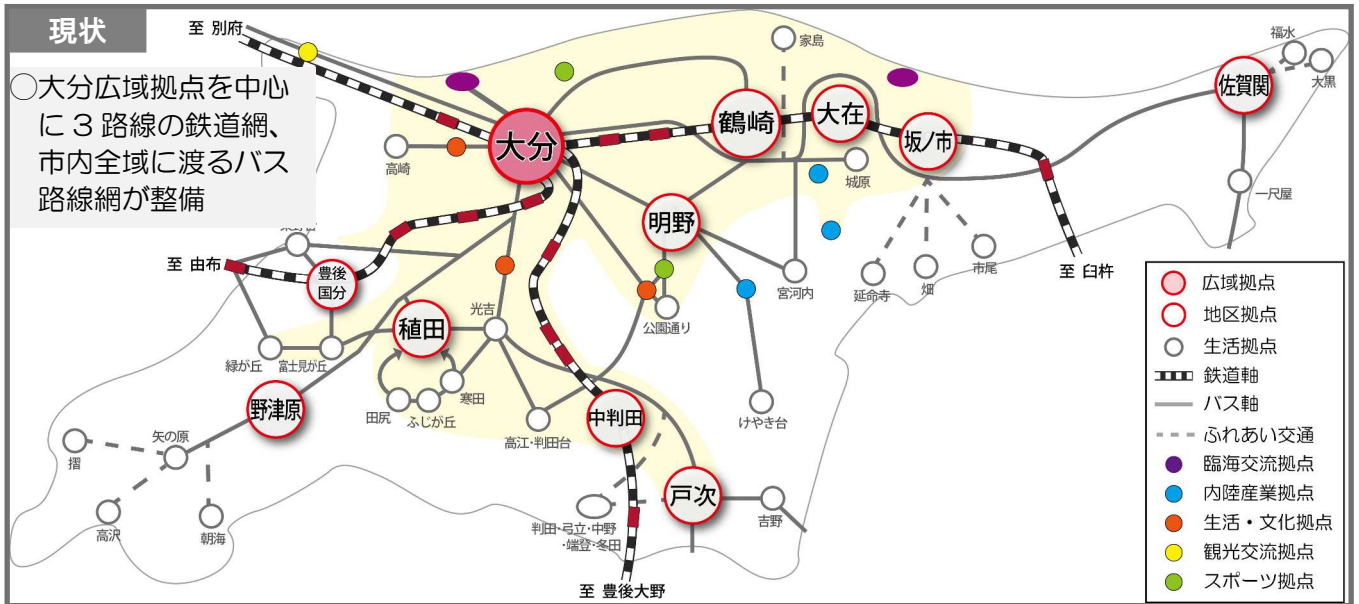 現状
至 別府
○大分広域拠点を中心
に3路線の鉄道網、
市内全域に渡るバス
路線網が整備
家島
福水
大黒
佐賀関
鶴崎
大在
坂ノ市
大分
高崎
城原
一尺屋
明野
至 由布
豊後
国分
宮河内
延命寺
畑
市尾
至 臼杵
稙田
光吉
公園通り
緑が丘
富士見が丘
寒田
田尻
ふじが丘
野津原
高江・判田台
中判田
けやき台
矢の原
摺
高沢
朝海
戸次
吉野
判田・弓立・中野
・端登・冬田
至 豊後大野
広域拠点
地区拠点
生活拠点
鉄道軸
バス軸
ふれあい交通
臨海交流拠点
内陸産業拠点
生活・文化拠点
観光交流拠点
スポーツ拠点